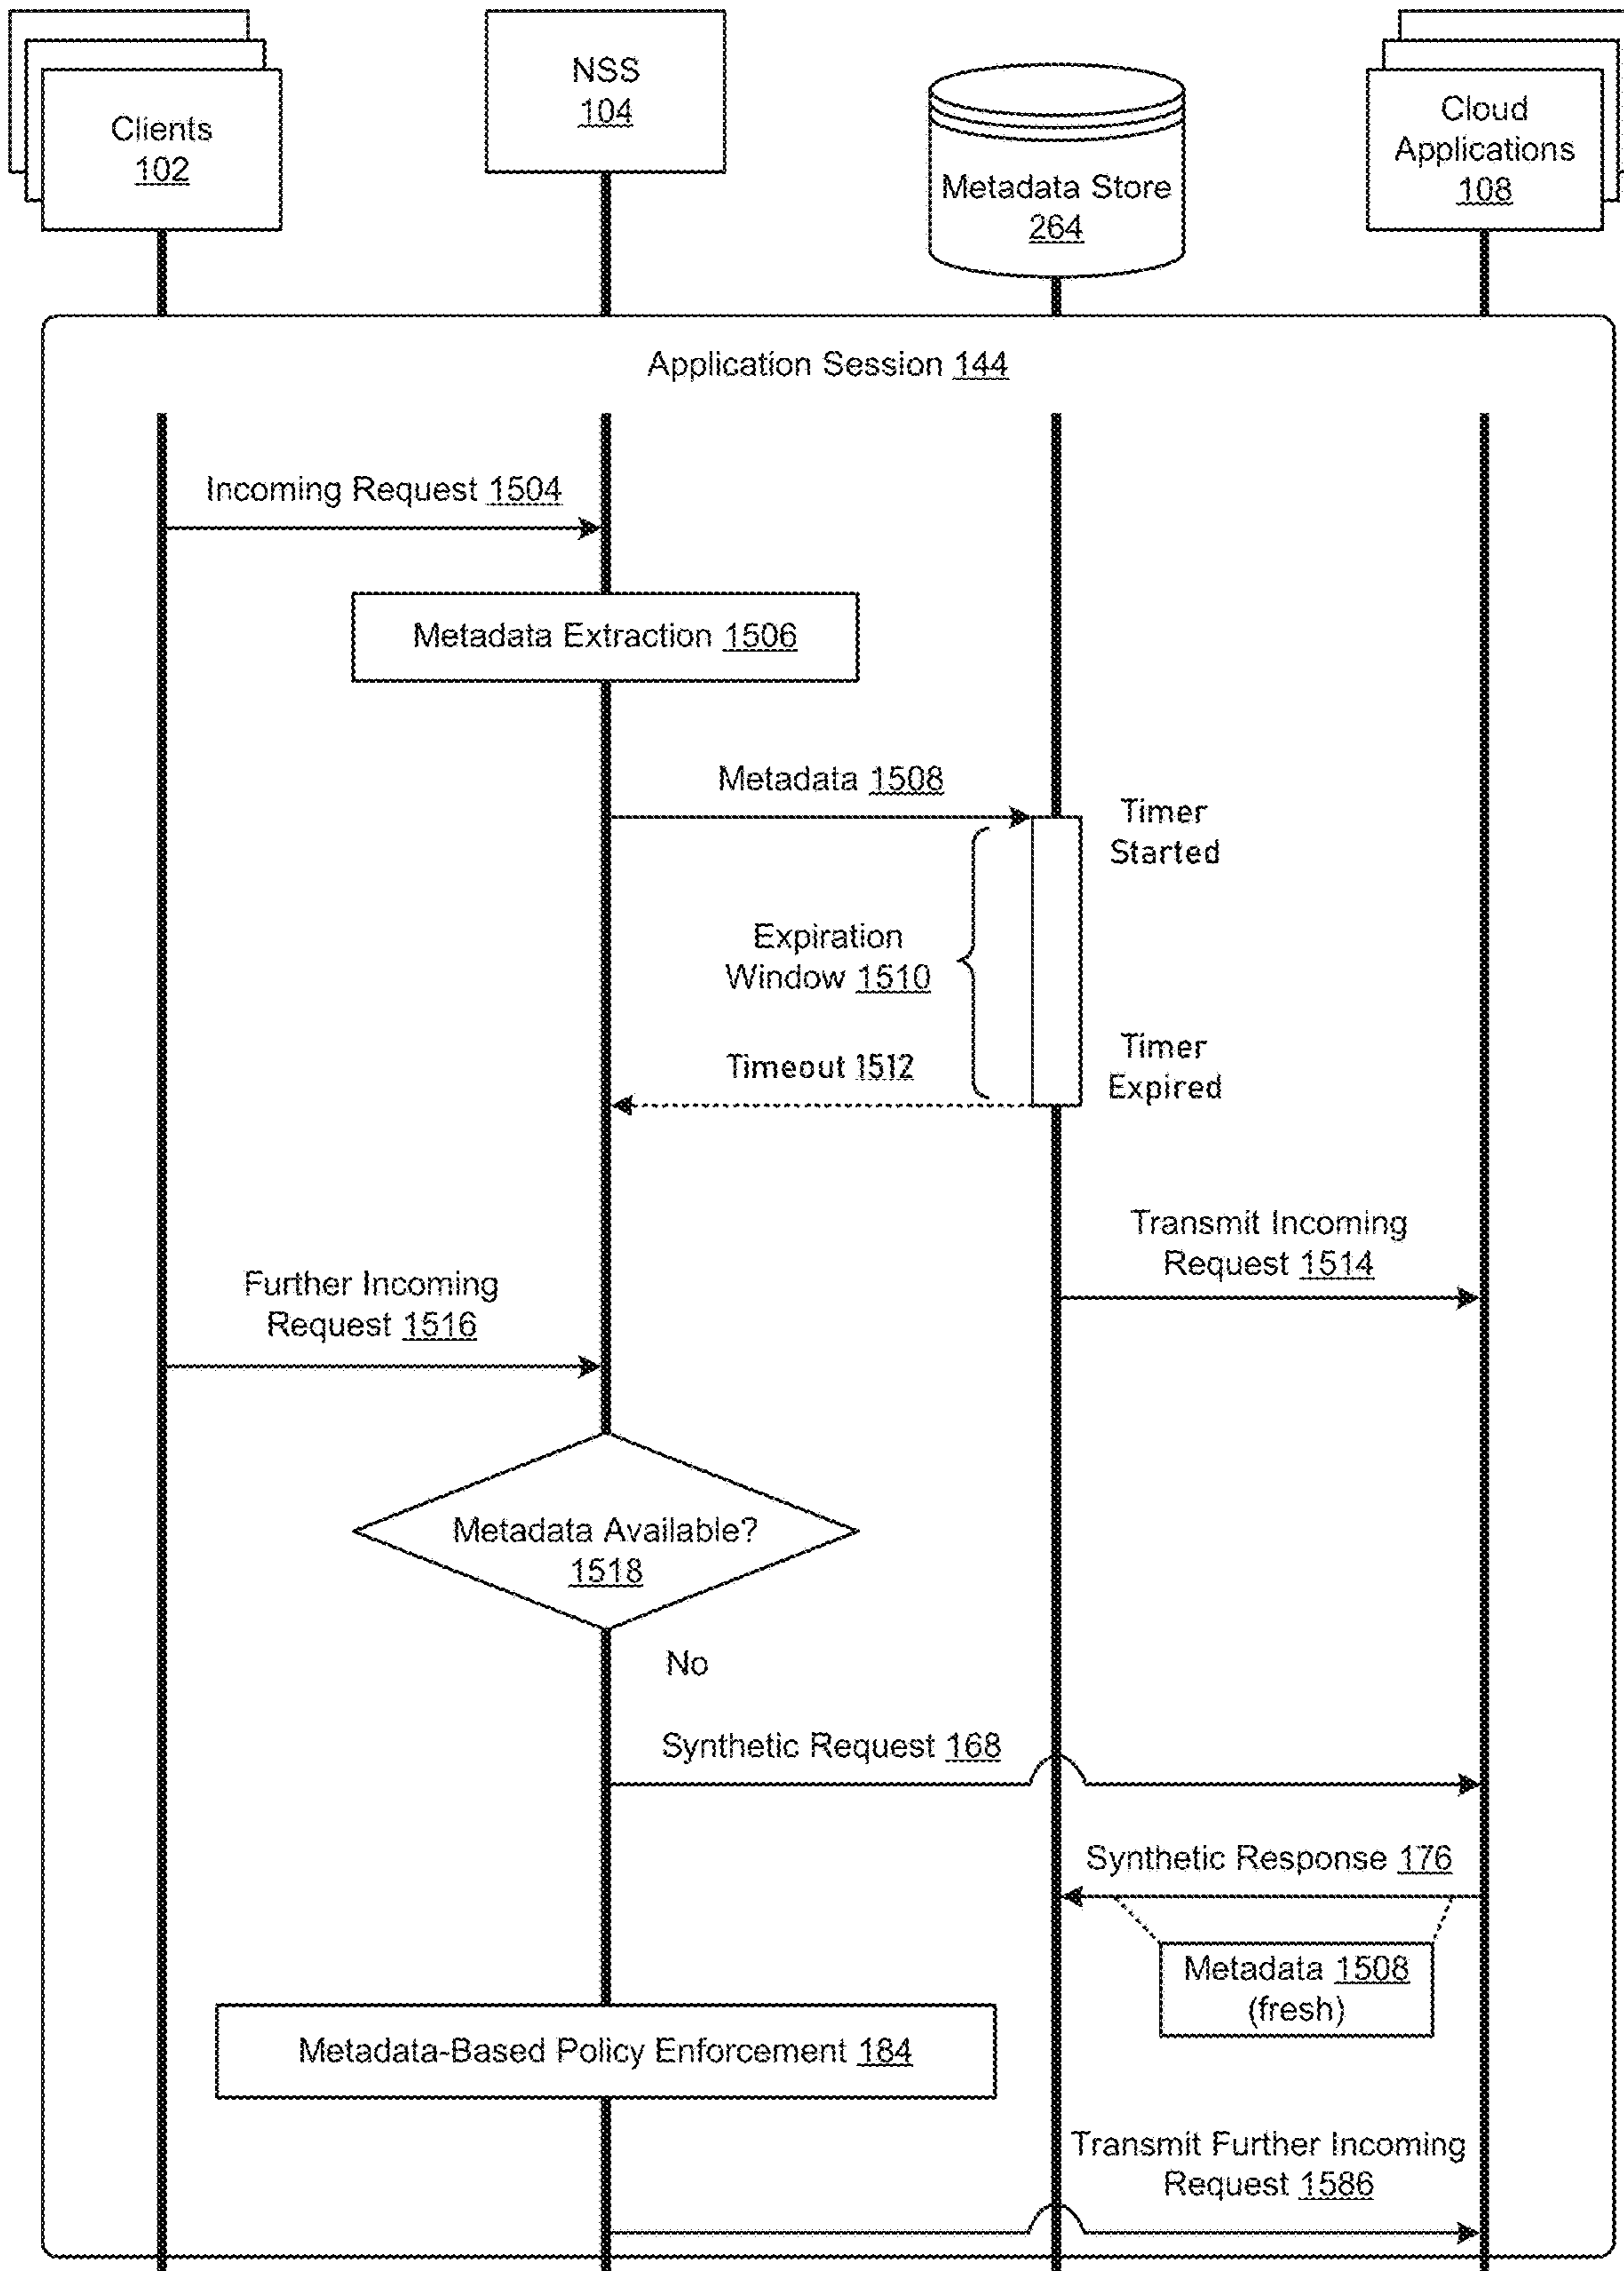 Clients
102
NSS
104
Metadata Store
264
Cloud
Applications
108
Application Session 144
Incoming Request 1504
Metadata Extraction 1506
Metadata 1508
Timer
Started
Expiration
Window 1510
Timeout 1512
Timer
Expired
Transmit Incoming
Request 1514
Further Incoming
Request 1516
Metadata Available?
1518
No
Synthetic Request 168
Synthetic Response 176
Metadata 1508
(fresh)
Metadata-Based Policy Enforcement 184
Transmit Further Incoming
Request 1586